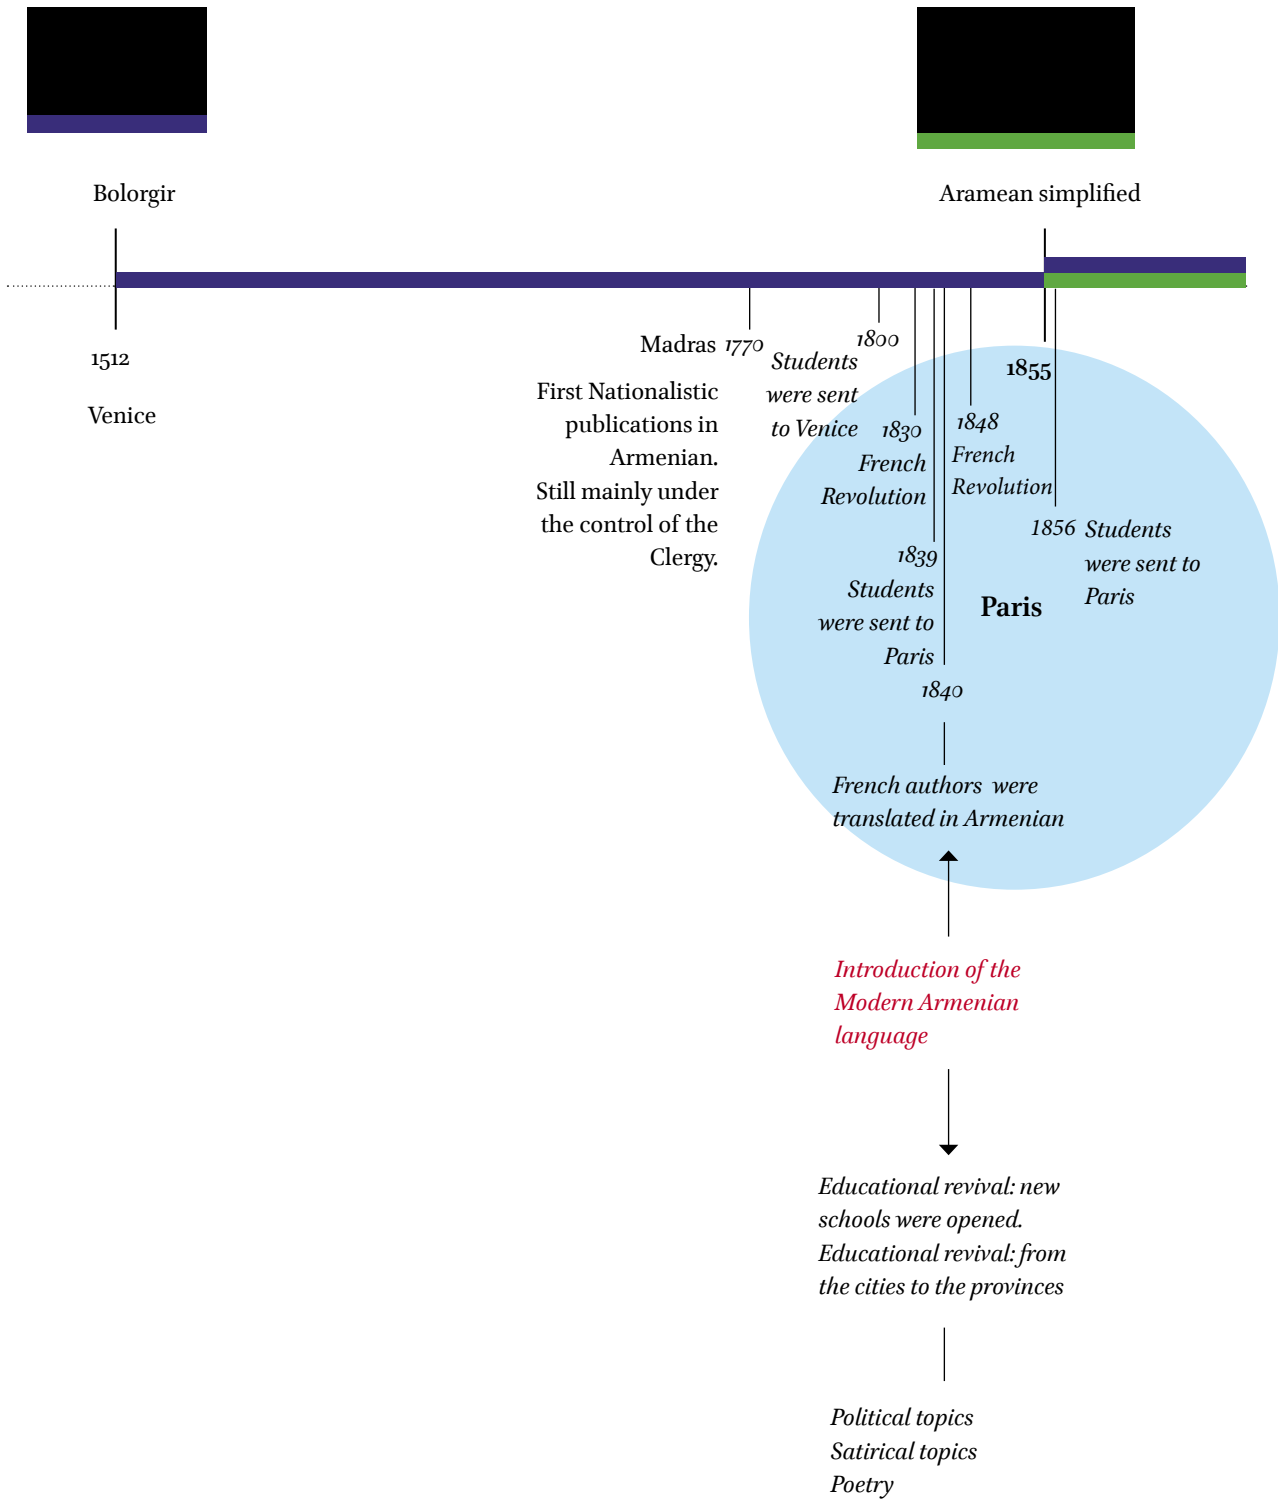 Bolorgir
Aramean simplified
1512
Venice
Madras 1770
First Nationalistic
publications in
Armenian.
Still mainly under
the control of the
Clergy.
1800
Students
were sent
to Venice
1830
French
Revolution
1839
Students
were sent to
Paris
1840
1848
French
Revolution
1855
1856 Students
were sent to
Paris
Paris
French authors were
translated in Armenian
Introduction of the
Modern Armenian
language
Educational revival: new
schools were opened.
Educational revival: from
the cities to the provinces
Political topics
Satirical topics
Poetry